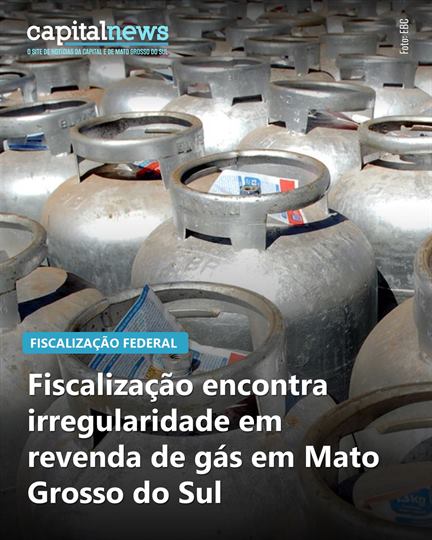 capitalnews
O SITE DE NOTÍCIAS DA CAPITAL E DE MATO GROSSO DO SUL
Foto: EBC
FISCALIZAÇÃO FEDERAL
Fiscalização encontra
irregularidade em
revenda de gás em Mato
Grosso do Sul